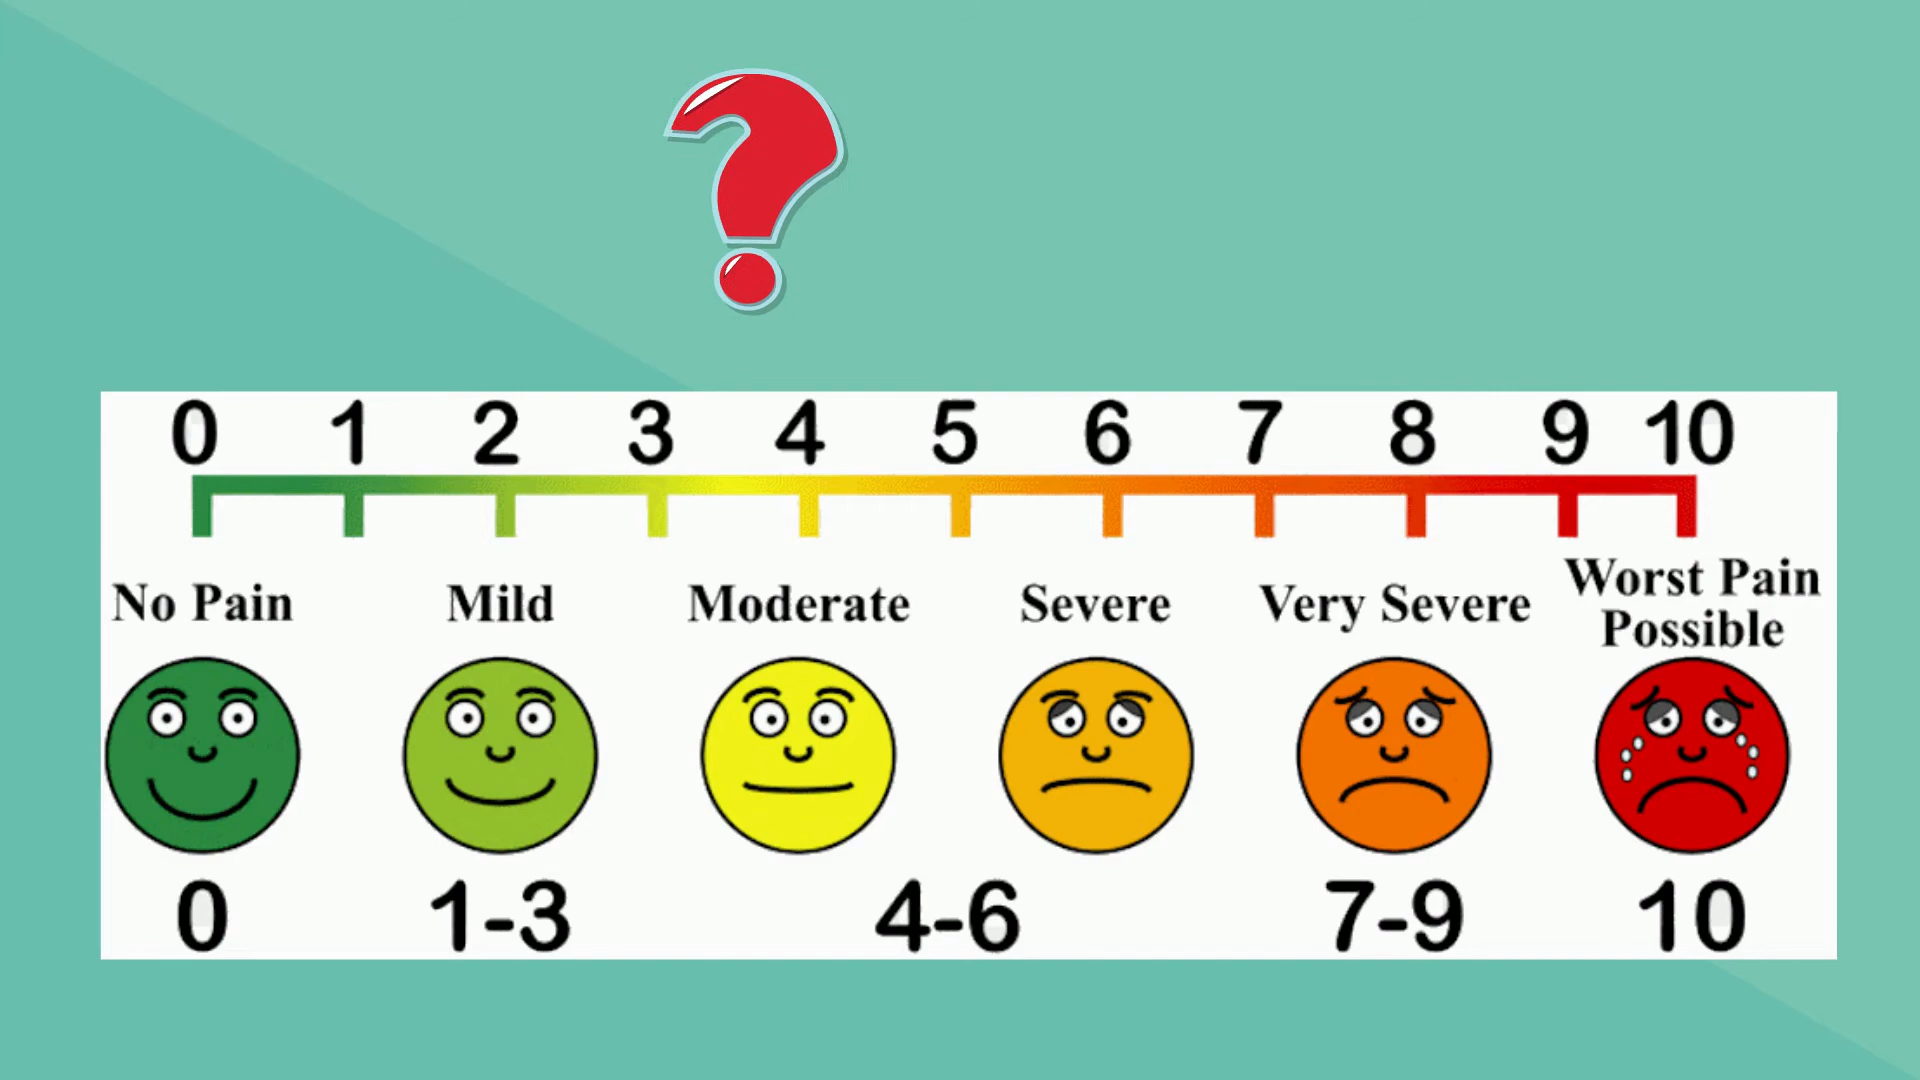 ?
0 1 2 3 4 5 6 7 8 9 10
No Pain Mild Moderate Severe Very Severe Worst Pain
Possible
0 1-3 4-6 7-9 10